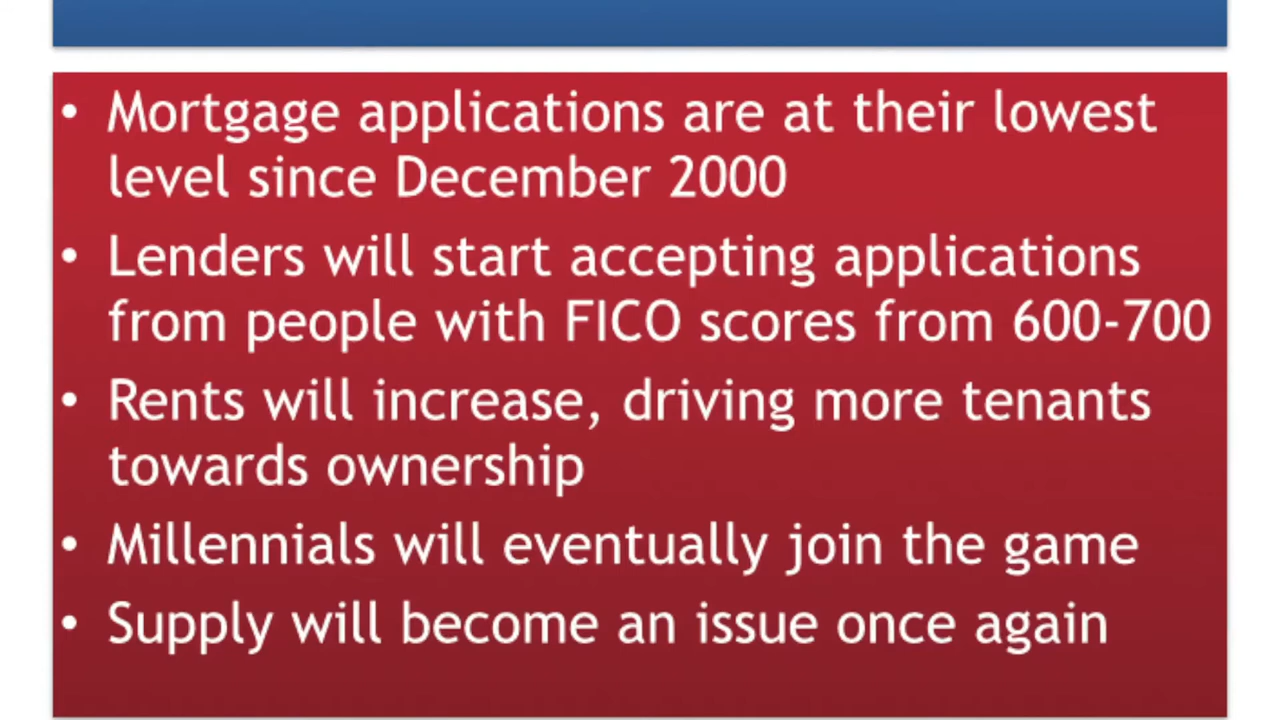 • Mortgage applications are at their lowest
level since December 2000
• Lenders will start accepting applications
from people with FICO scores from 600-700
• Rents will increase, driving more tenants
towards ownership
• Millennials will eventually join the game
• Supply will become an issue once again